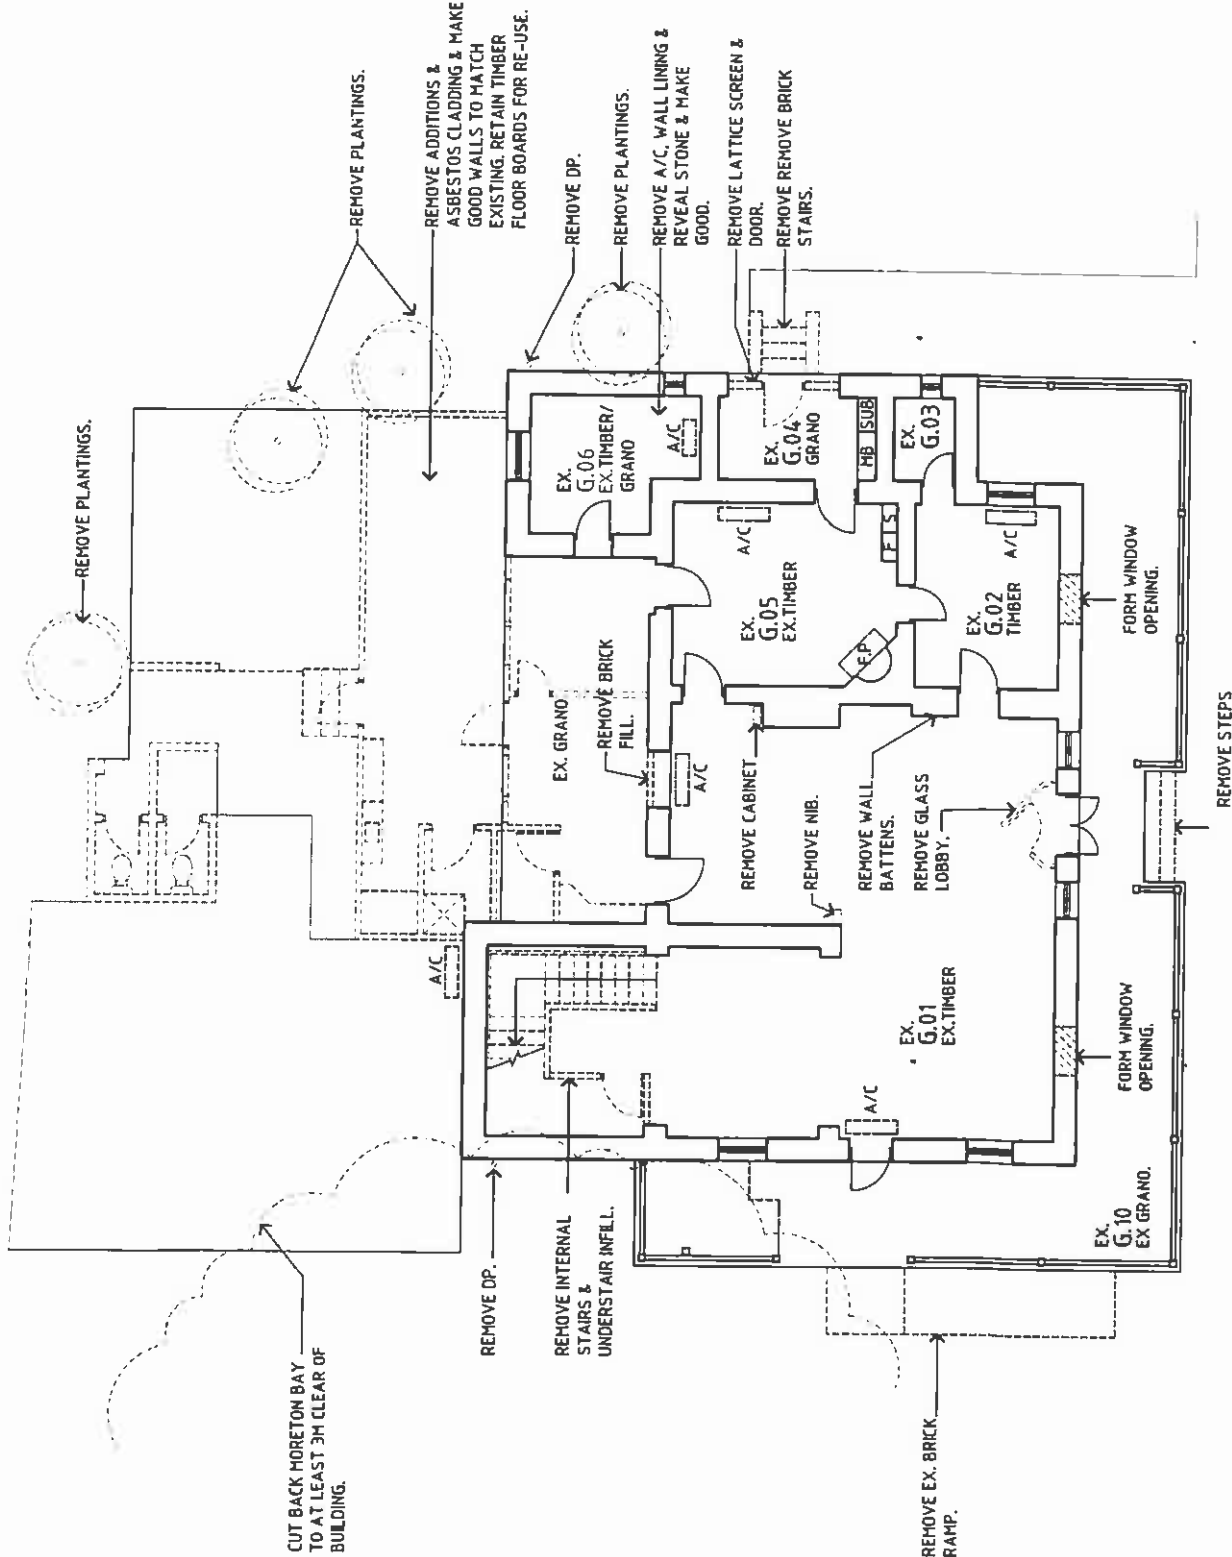 CUT BACK MORETON BAY
TO AT LEAST 3M CLEAR OF
BUILDING.
REMOVE PLANTINGS.
REMOVE PLANTINGS.
REMOVE ADDITIONS &
ASBESTOS CLADDING & MAKE
GOOD WALLS TO MATCH
EXISTING. RETAIN TIMBER
FLOOR BOARDS FOR RE-USE.
REMOVE DP.
REMOVE PLANTINGS.
REMOVE A/C, WALL LINING &
REVEAL STONE & MAKE
GOOD.
REMOVE LATTICE SCREEN &
DOOR.
REMOVE REMOVE BRICK
STAIRS.
REMOVE DP.
REMOVE INTERNAL
STAIRS &
UNDERSTAIR INFILL.
REMOVE EX. BRICK
RAMP.
A/C
EX. GRANO
REMOVE BRICK
FILL.
A/C
EX.
G.06
EX.TIMBER/
GRANO
A/C
EX.
G.04
GRANO
MB
SUB
EX.
G.03
A/C
EX.
G.05
EX.TIMBER
F
S
F.P
EX.
G.02
TIMBER
A/C
REMOVE CABINET
REMOVE NIB.
REMOVE WALL
BATTENS.
REMOVE GLASS
LOBBY.
EX.
G.01
EX.TIMBER
A/C
FORM WINDOW
OPENING.
FORM WINDOW
OPENING.
EX.
G.10
EX GRANO.
REMOVE STEPS